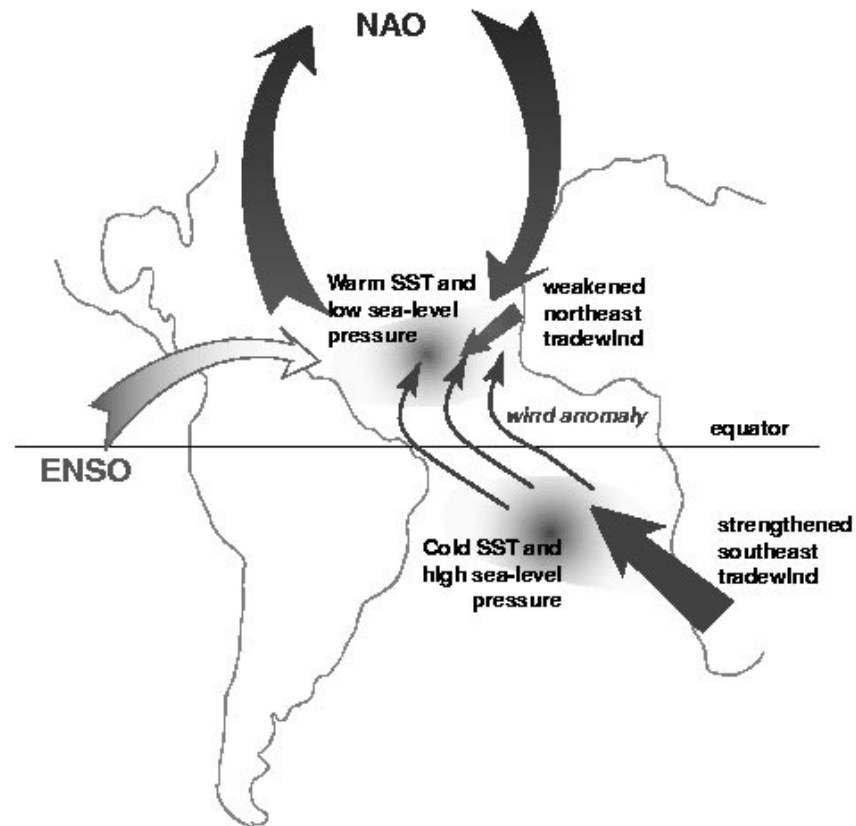 NAO
Warm SST and
low sea-level
pressure
weakened
northeast
tradewind
wind anomaly
equator
ENSO
Cold SST and
high sea-level
pressure
strengthened
southeast
tradewind